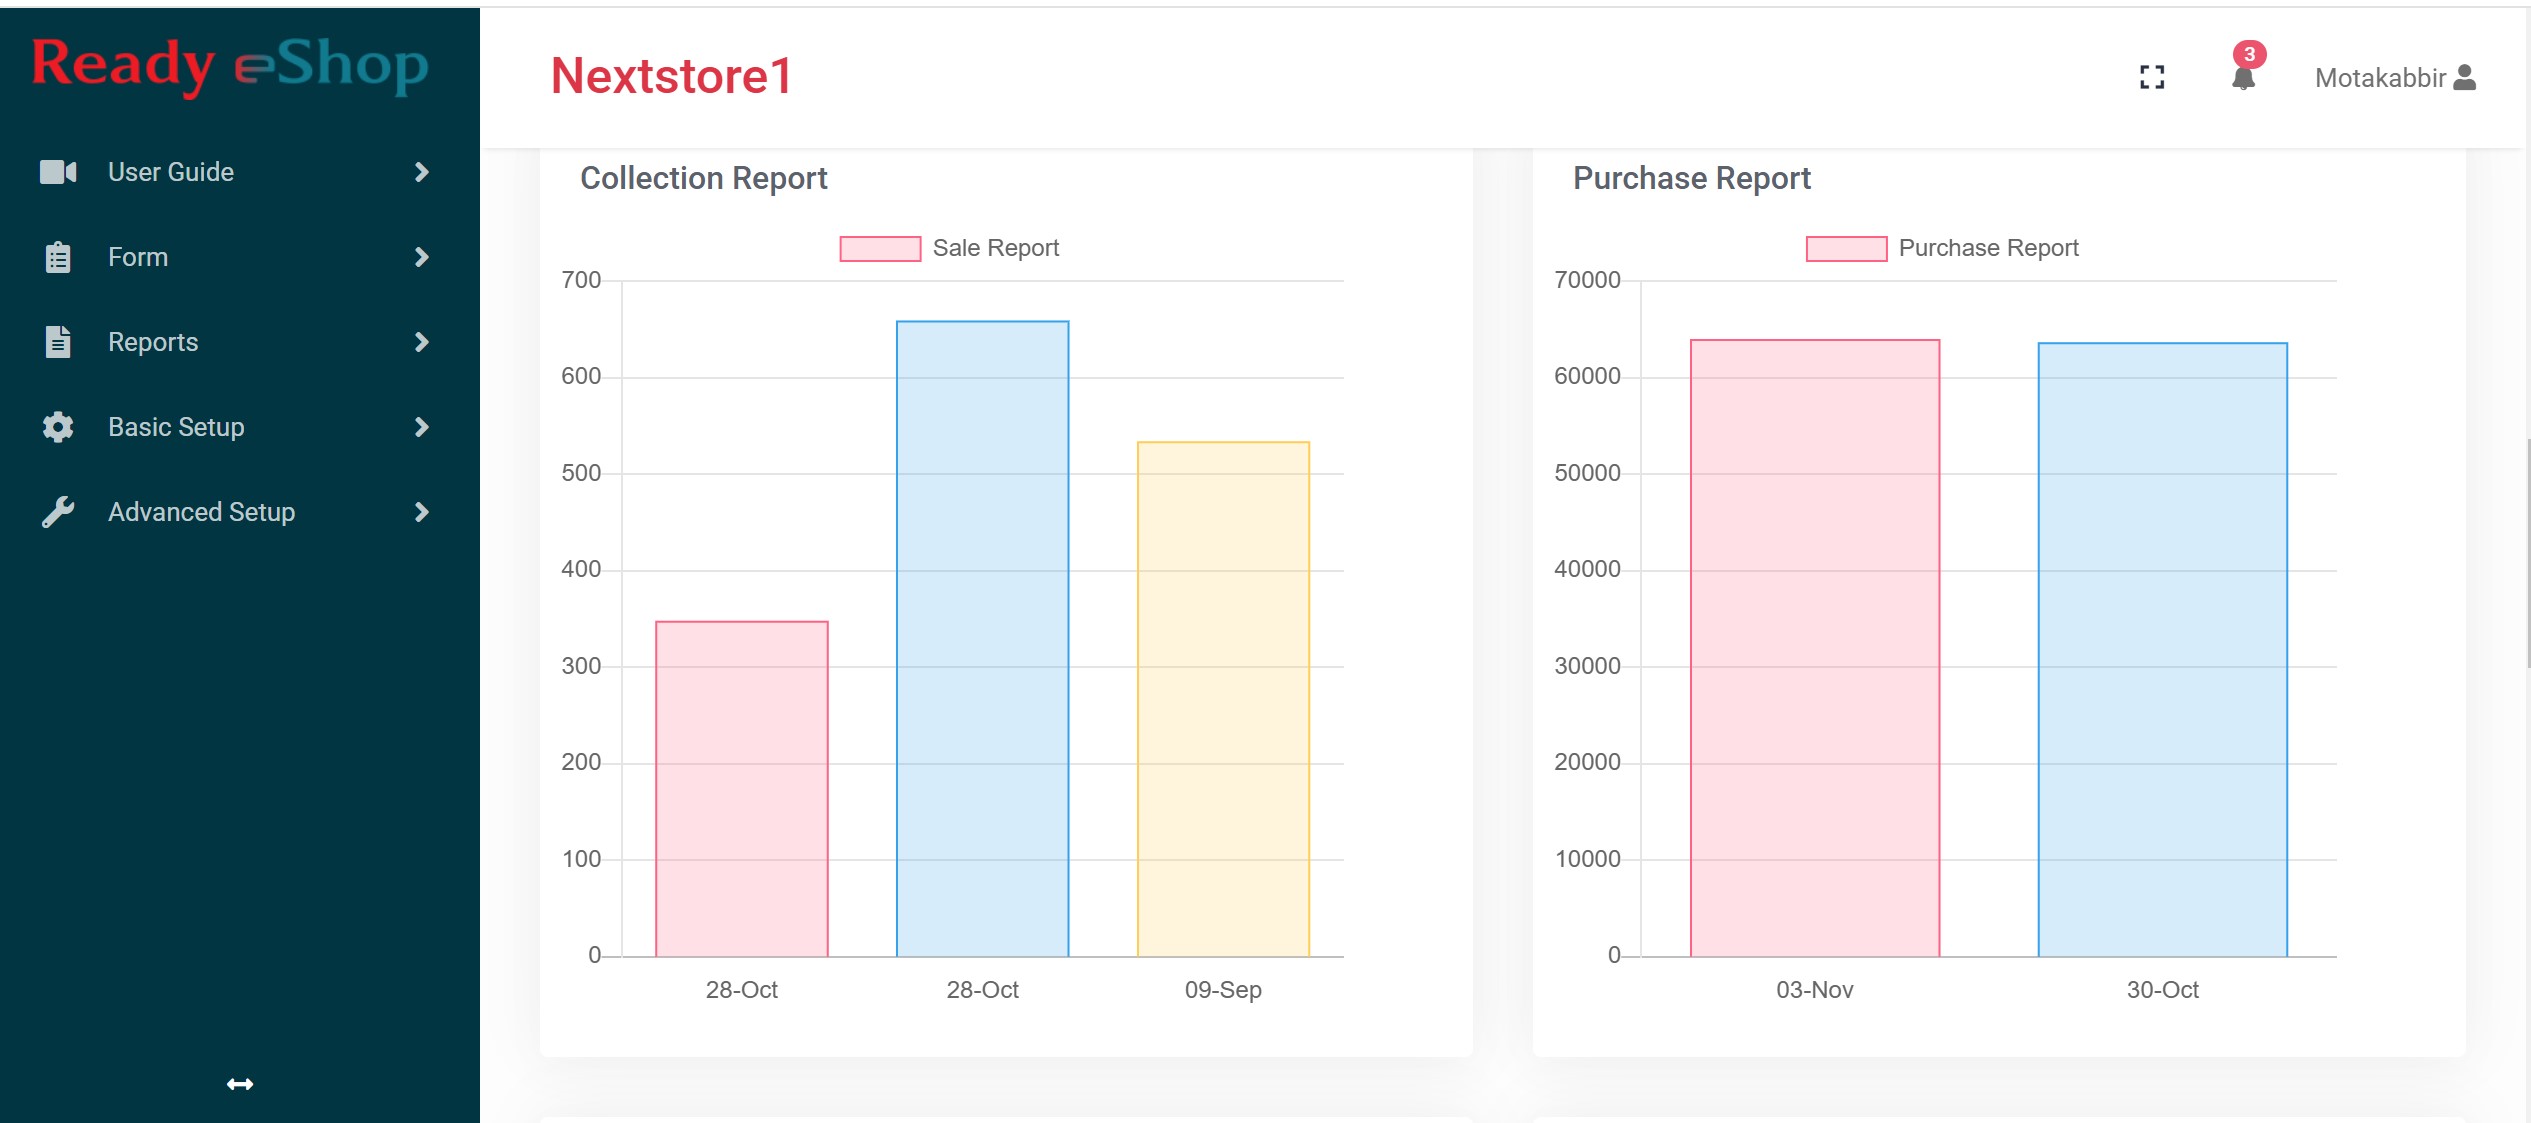 Ready eShop
User Guide
Form
Reports
Basic Setup
Advanced Setup
Nextstore1
3
Motakabbir
Collection Report
Sale Report
700
600
500
400
300
200
100
0
28-Oct 28-Oct 09-Sep
Purchase Report
Purchase Report
70000
60000
50000
40000
30000
20000
10000
0
03-Nov 30-Oct